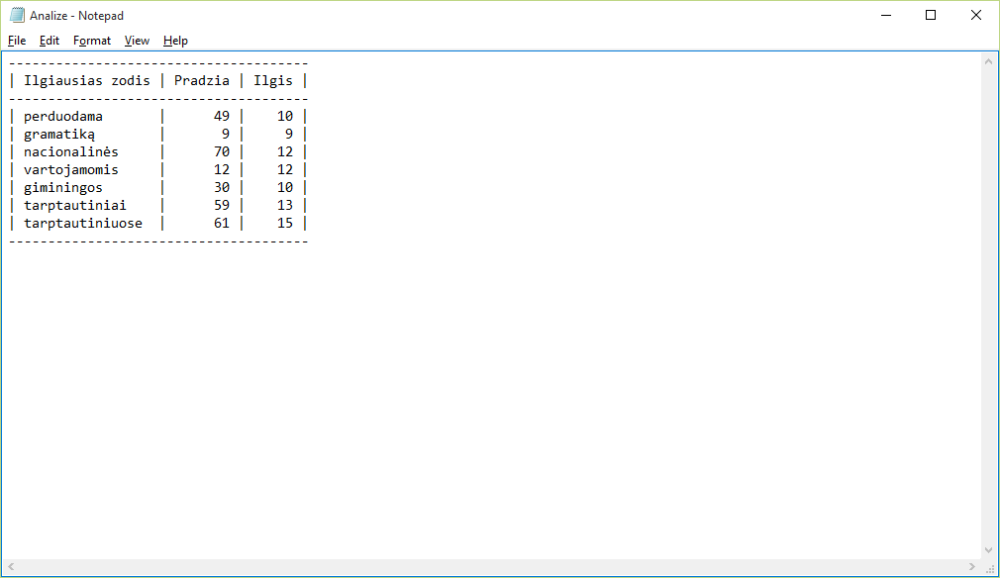 Analize - Notepad
File Edit Format View Help
--------------------------------------
| Ilgiausias zodis | Pradzia | Ilgis |
--------------------------------------
| perduodama       |      49 |    10 |
| gramatiką        |       9 |     9 |
| nacionalinės     |      70 |    12 |
| vartojamomis     |      12 |    12 |
| giminingos       |      30 |    10 |
| tarptautiniai    |      59 |    13 |
| tarptautiniuose  |      61 |    15 |
--------------------------------------